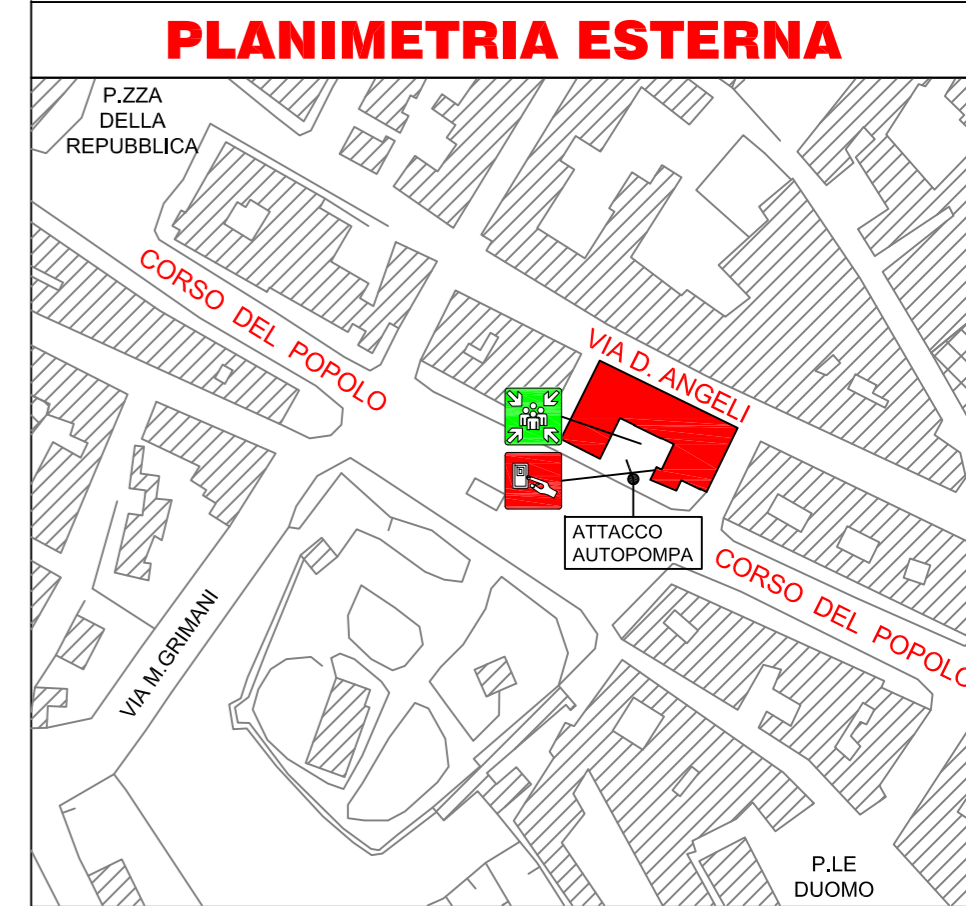 PLANIMETRIA ESTERNA
P.ZZA
DELLA
REPUBBLICA
CORSO DEL POPOLO
VIA D. ANGELI
ATTACCO
AUTOPOMPA
CORSO DEL POPOLO
VIA M.GRIMANI
P.LE
DUOMO